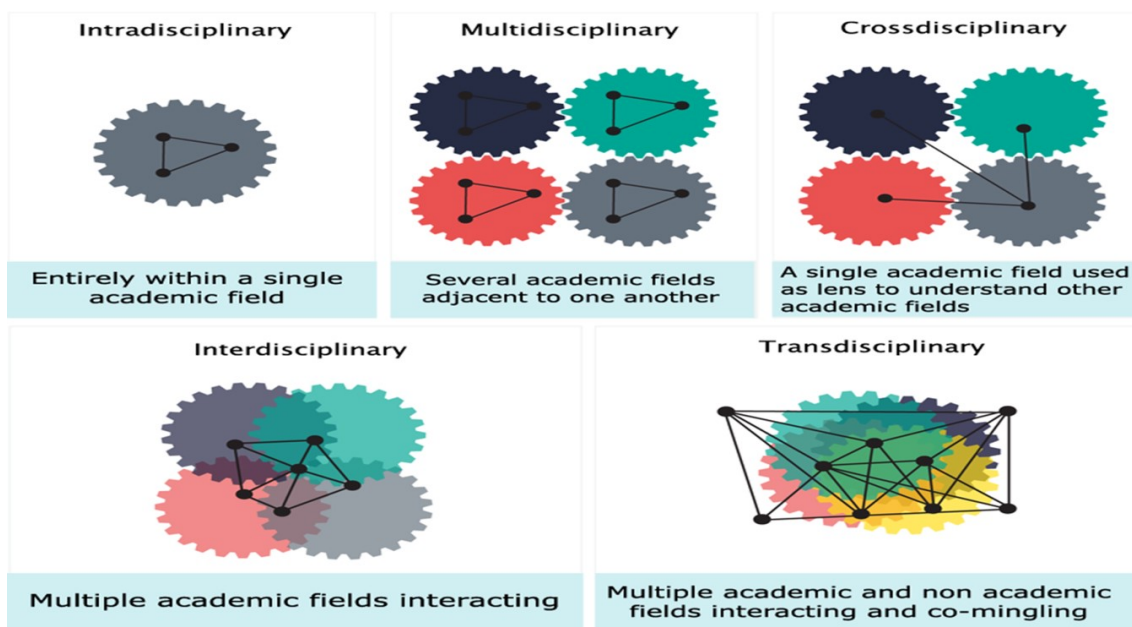 Intradisciplinary
Entirely within a single
academic field
Multidisciplinary
Several academic fields
adjacent to one another
Crossdisciplinary
A single academic field used
as lens to understand other
academic fields
Interdisciplinary
Multiple academic fields interacting
Transdisciplinary
Multiple academic and non academic
fields interacting and co-mingling